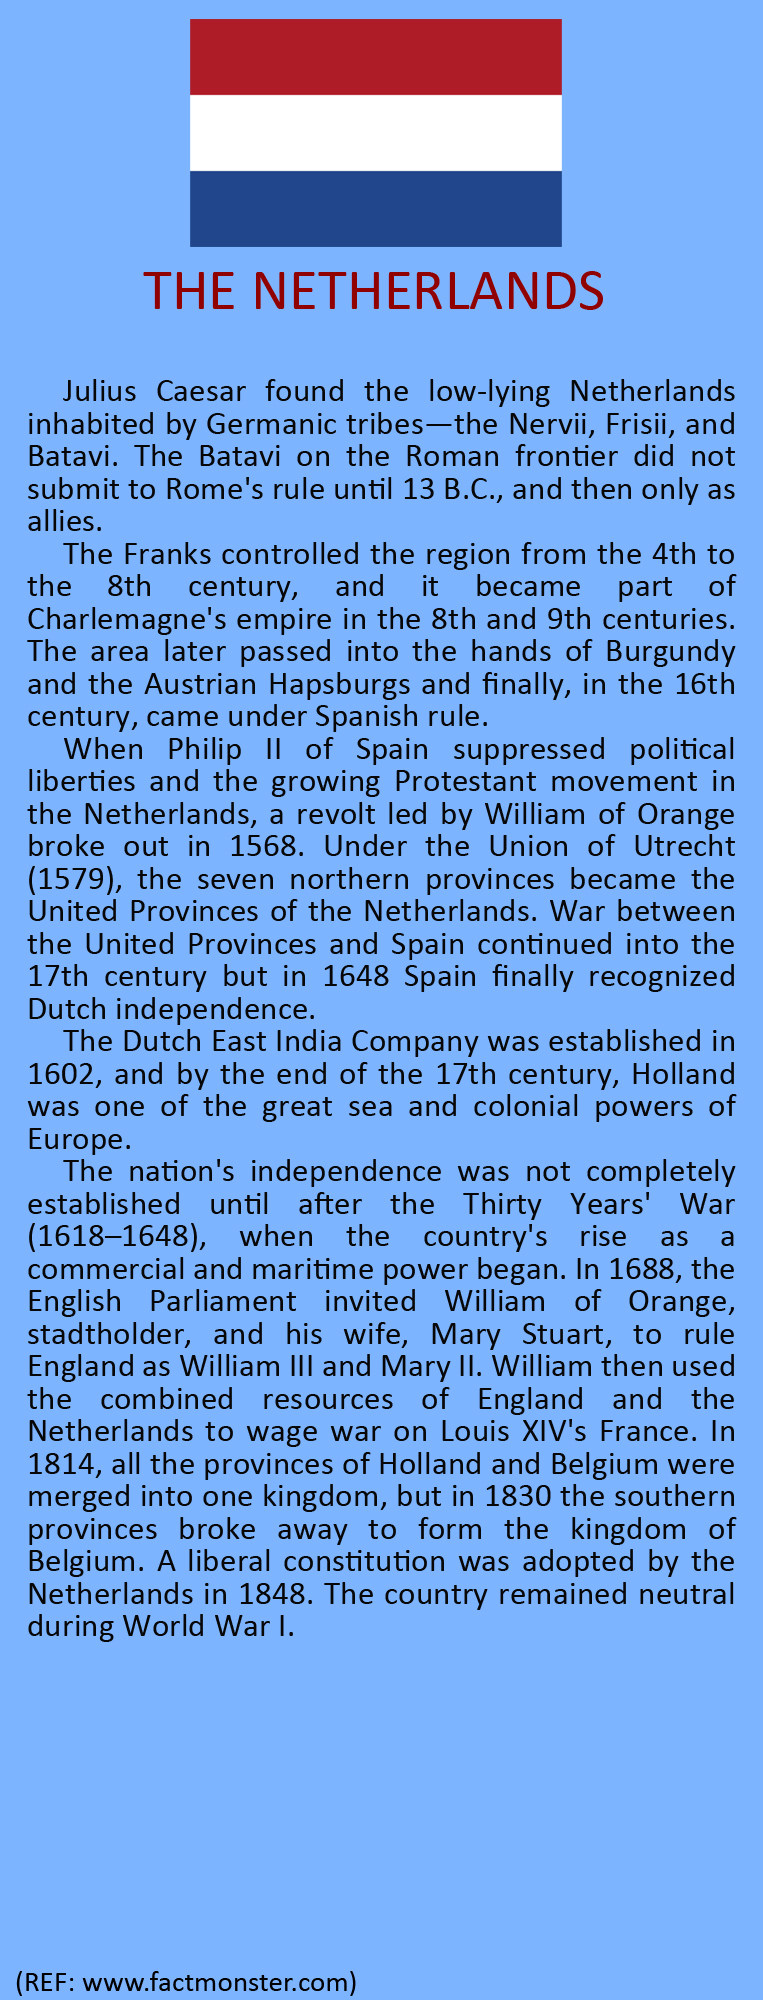 THE NETHERLANDS
Julius Caesar found the low-lying Netherlands
inhabited by Germanic tribes—the Nervii, Frisii, and
Batavi. The Batavi on the Roman frontier did not
submit to Rome's rule until 13 B.C., and then only as
allies.
The Franks controlled the region from the 4th to
the 8th century, and it became part of
Charlemagne's empire in the 8th and 9th centuries.
The area later passed into the hands of Burgundy
and the Austrian Hapsburgs and finally, in the 16th
century, came under Spanish rule.
When Philip II of Spain suppressed political
liberties and the growing Protestant movement in
the Netherlands, a revolt led by William of Orange
broke out in 1568. Under the Union of Utrecht
(1579), the seven northern provinces became the
United Provinces of the Netherlands. War between
the United Provinces and Spain continued into the
17th century but in 1648 Spain finally recognized
Dutch independence.
The Dutch East India Company was established in
1602, and by the end of the 17th century, Holland
was one of the great sea and colonial powers of
Europe.
The nation's independence was not completely
established until after the Thirty Years' War
(1618–1648), when the country's rise as a
commercial and maritime power began. In 1688, the
English Parliament invited William of Orange,
stadtholder, and his wife, Mary Stuart, to rule
England as William III and Mary II. William then used
the combined resources of England and the
Netherlands to wage war on Louis XIV's France. In
1814, all the provinces of Holland and Belgium were
merged into one kingdom, but in 1830 the southern
provinces broke away to form the kingdom of
Belgium. A liberal constitution was adopted by the
Netherlands in 1848. The country remained neutral
during World War I.
(REF: www.factmonster.com)